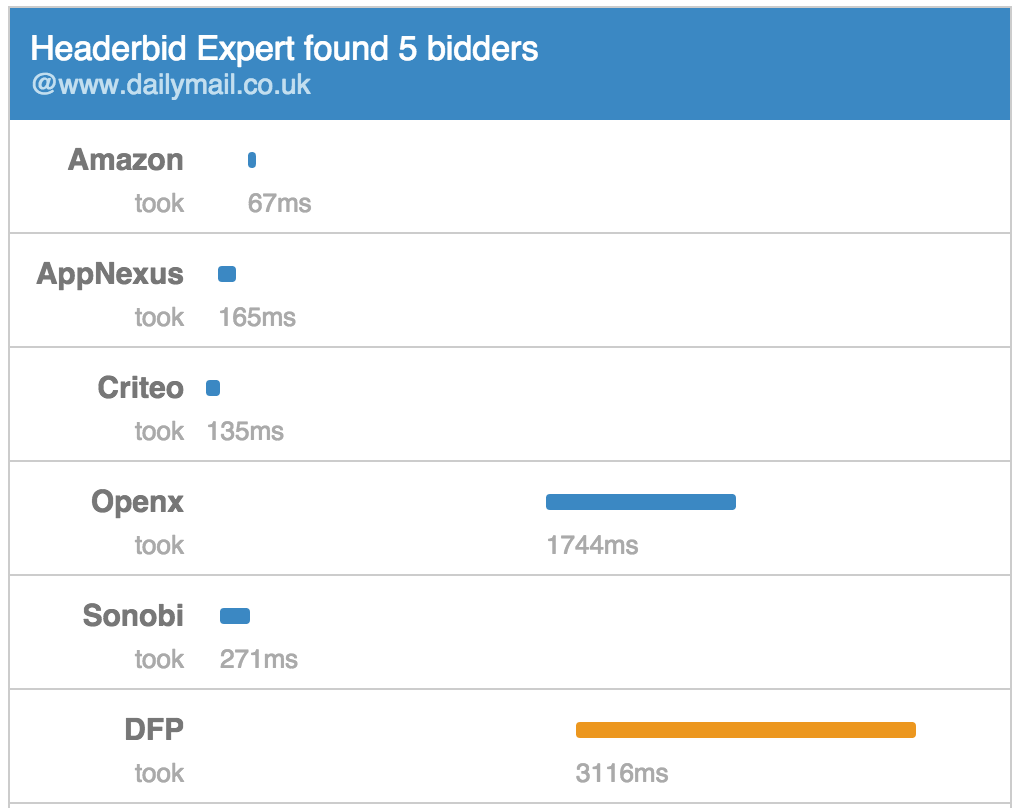 Headerbid Expert found 5 bidders
@www.dailymail.co.uk
Amazon
took 67ms
AppNexus
took 165ms
Criteo
took 135ms
Openx
took 1744ms
Sonobi
took 271ms
DFP
took 3116ms